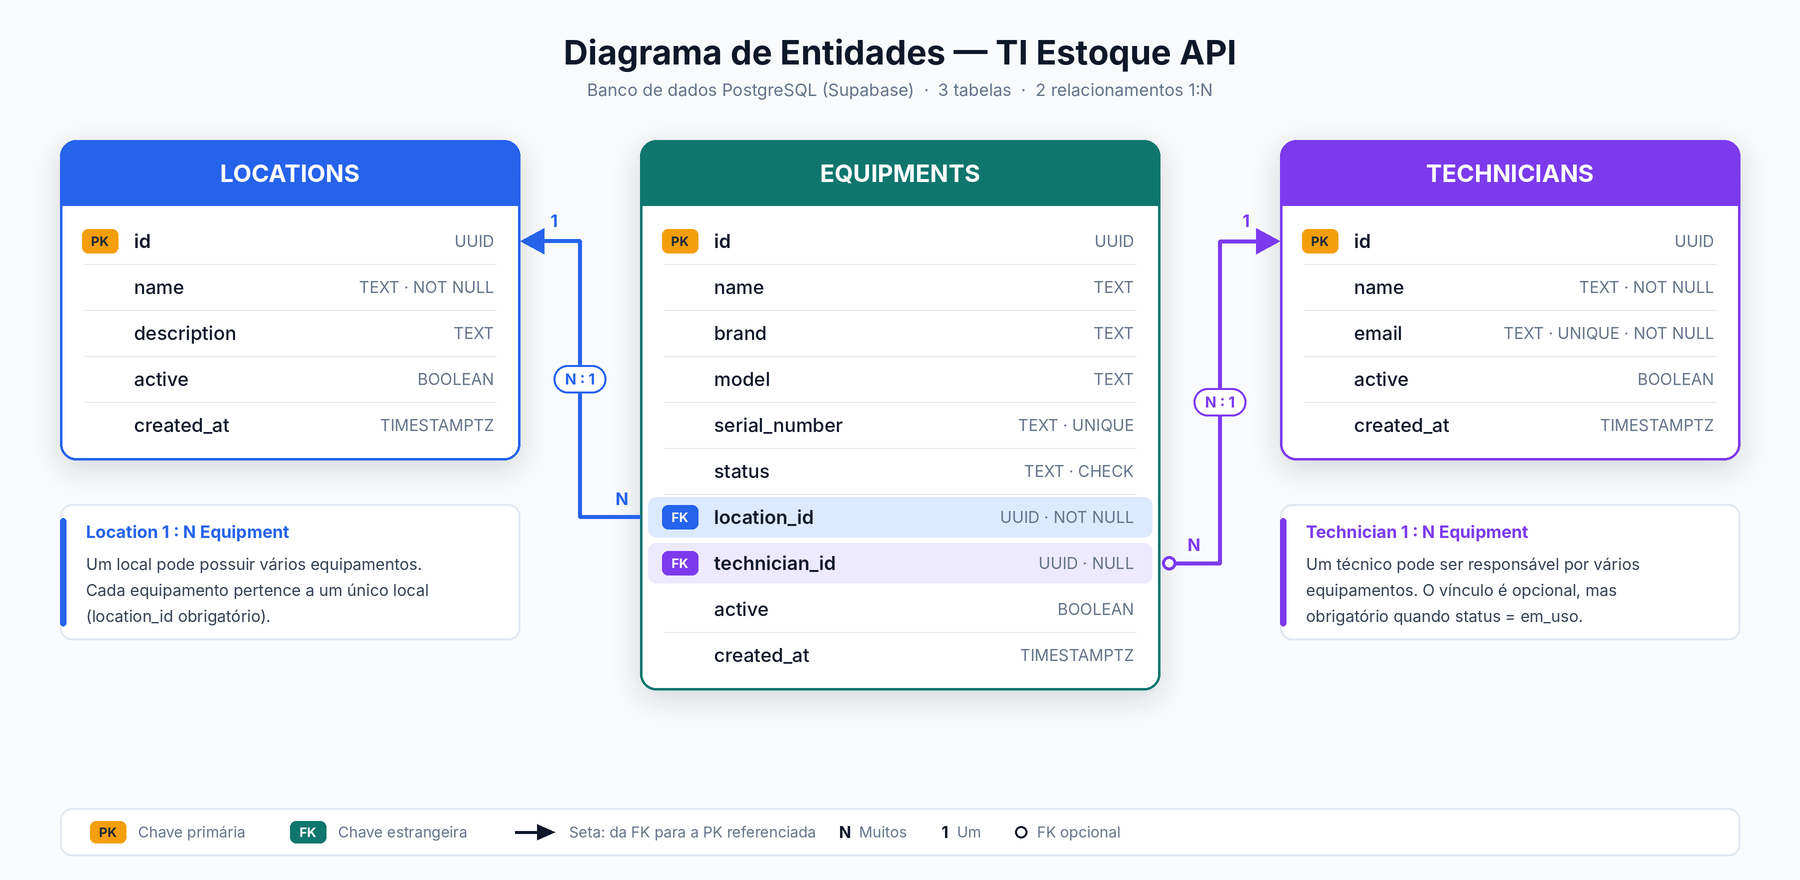 Diagrama de Entidades — TI Estoque API
Banco de dados PostgreSQL (Supabase) · 3 tabelas · 2 relacionamentos 1:N
LOCATIONS
PK id UUID
name TEXT · NOT NULL
description TEXT
active BOOLEAN
created_at TIMESTAMPTZ
1
N : 1
N
EQUIPMENTS
PK id UUID
name TEXT
brand TEXT
model TEXT
serial_number TEXT · UNIQUE
status TEXT · CHECK
FK location_id UUID · NOT NULL
FK technician_id UUID · NULL
active BOOLEAN
created_at TIMESTAMPTZ
1
N : 1
N
TECHNICIANS
PK id UUID
name TEXT · NOT NULL
email TEXT · UNIQUE · NOT NULL
active BOOLEAN
created_at TIMESTAMPTZ
Location 1 : N Equipment
Um local pode possuir vários equipamentos.
Cada equipamento pertence a um único local
(location_id obrigatório).
Technician 1 : N Equipment
Um técnico pode ser responsável por vários
equipamentos. O vínculo é opcional, mas
obrigatório quando status = em_uso.
PK Chave primária FK Chave estrangeira Seta: da FK para a PK referenciada N Muitos 1 Um FK opcional